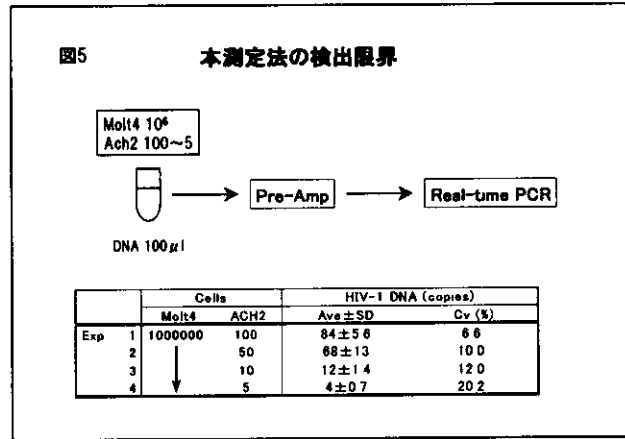 図5 本測定法の検出限界
Molt4 10⁶
Ach2 100~5
Pre-Amp
Real-time PCR
DNA 100μl
Cells HIV-1 DNA (copies)
Molt4 ACH2 Ave±SD Cv (%)
Exp 1 1000000 100 84±5 6 6 6
2 50 68±13 10 0
3 10 12±1 4 12 0
4 5 4±0 7 20 2